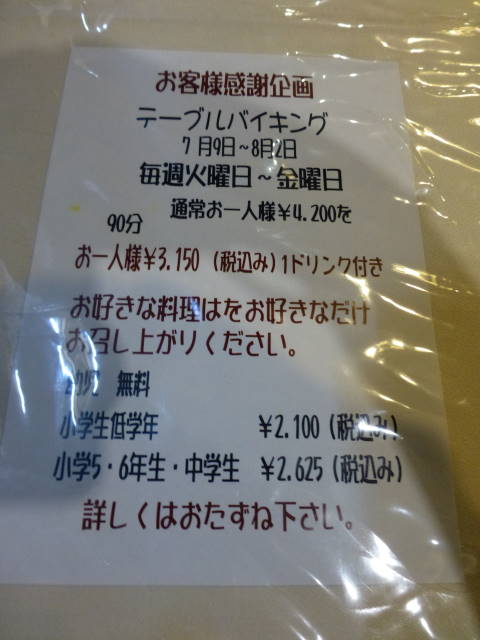 お客様感謝企画
テーブルバイキング
7月9日~8月2日
毎週火曜日~金曜日
通常お一人様¥4.200を
90分
お一人様¥3.150 (税込み)1ドリンク付き
お好きな料理はをお好きなだけ
お召し上がりください。
幼児 無料
小学生低学年 ¥2.100 (税込み)
小学5・6年生・中学生 ¥2.625 (税込み)
詳しくはおたずね下さい。